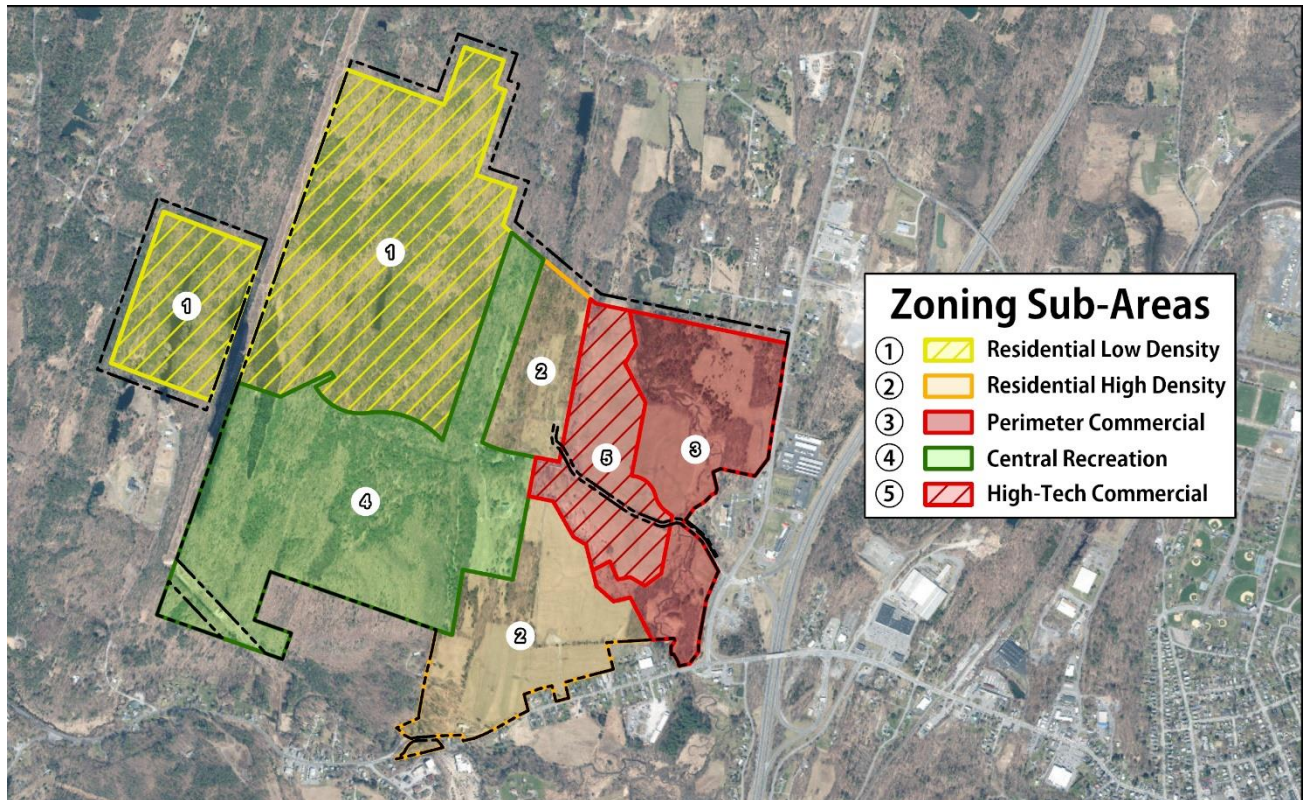 1
1
2
3
5
4
2
Zoning Sub-Areas
1 Residential Low Density
2 Residential High Density
3 Perimeter Commercial
4 Central Recreation
5 High-Tech Commercial